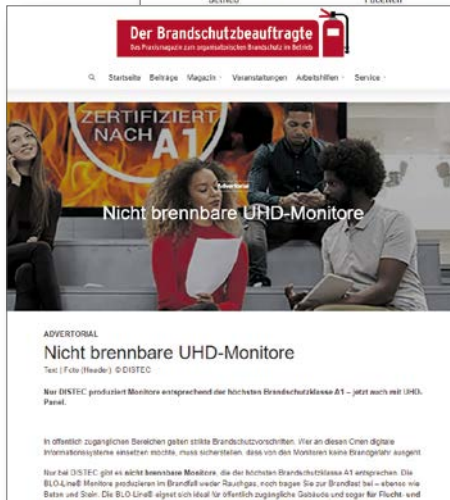 Der Brandschutzbeauftragte
Das Praxismagazin zum organisatorischen Brandschutz im Betrieb
Startseite Beiträge Magazin Veranstaltungen Arbeitshilfen Service
ZERTIFIZIERT
NACH A1
Advertorial
Nicht brennbare UHD-Monitore
ADVERTORIAL
Nicht brennbare UHD-Monitore
Text | Foto (Header): © DISTEC
Nur DISTEC produziert Monitore entsprechend der höchsten Brandschutzklasse A1 – jetzt auch mit UHD-
Panel.
In öffentlich zugänglichen Bereichen gelten strikte Brandschutzvorschriften. Wer an diesen Orten digitale
Informationssysteme einsetzen möchte, muss sicherstellen, dass von den Monitoren keine Brandgefahr ausgeht.
Nur bei DISTEC gibt es nicht brennbare Monitore, die der höchsten Brandschutzklasse A1 entsprechen. Die
BLO-Line® Monitore produzieren im Brandfall weder Rauchgas, noch tragen Sie zur Brandlast bei – ebenso wie
Beton und Stein. Die BLO-Line® eignet sich ideal für öffentlich zugängliche Gebäude und sogar für Flucht- und